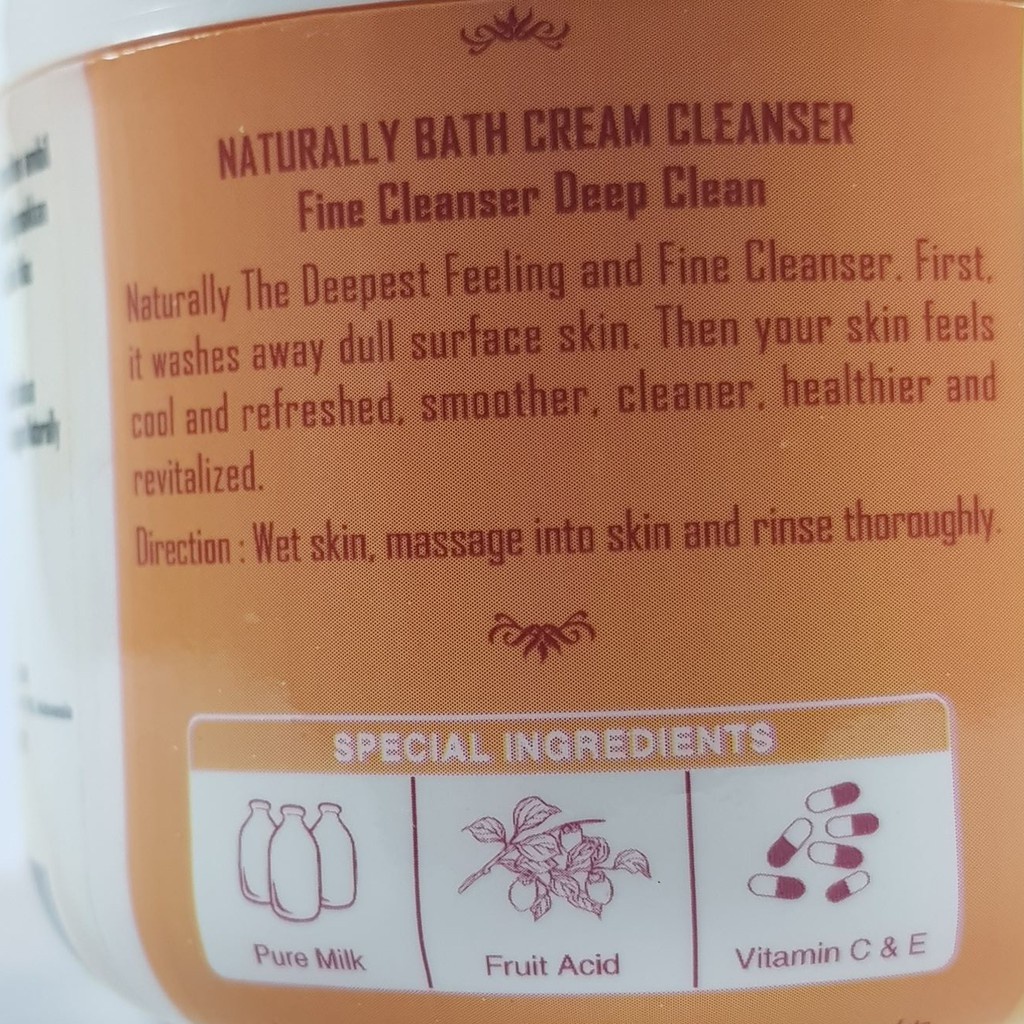 NATURALLY BATH CREAM CLEANSER
Fine Cleanser Deep Clean
Naturally The Deepest Feeling and Fine Cleanser. First,
it washes away dull surface skin. Then your skin feels
cool and refreshed, smoother, cleaner, healthier and
revitalized.
Direction : Wet skin, massage into skin and rinse thoroughly.
SPECIAL INGREDIENTS
Pure Milk
Fruit Acid
Vitamin C & E